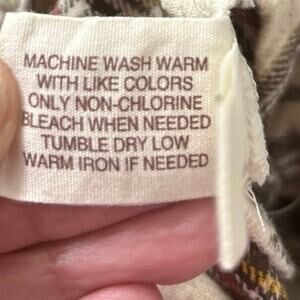 MACHINE WASH WARM
WITH LIKE COLORS
ONLY NON-CHLORINE
BLEACH WHEN NEEDED
TUMBLE DRY LOW
WARM IRON IF NEEDED